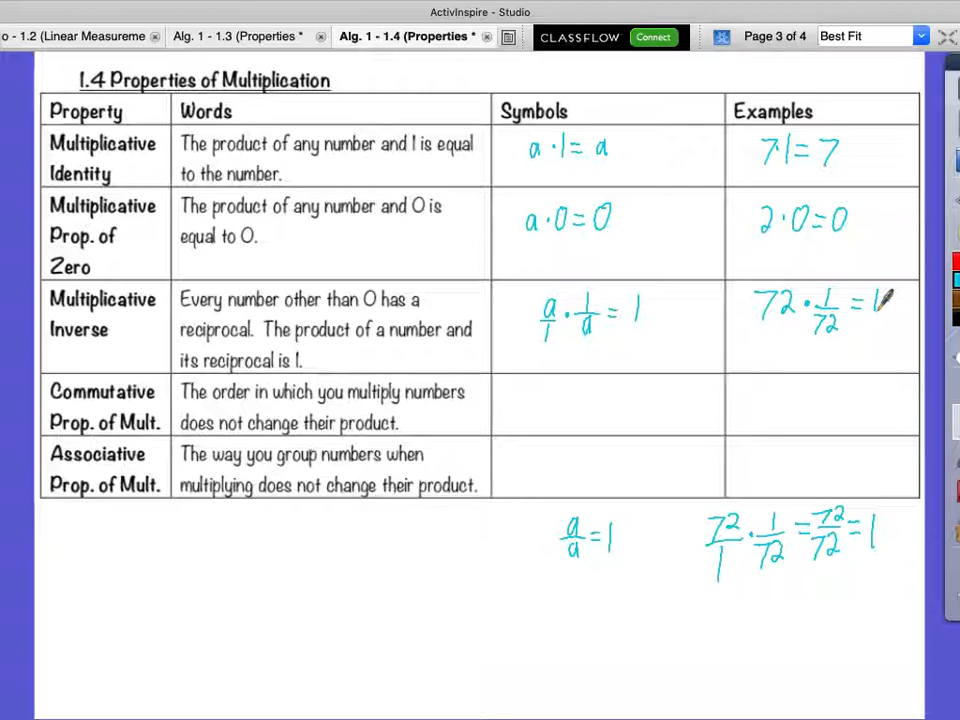 ActivInspire - Studio
o - 1.2 (Linear Measureme
Alg. 1 - 1.3 (Properties *
Alg. 1 - 1.4 (Properties *
CLASSFLOW
Connect
Page 3 of 4
Best Fit
1.4 Properties of Multiplication
Property Words Symbols Examples
Multiplicative Identity
The product of any number and 1 is equal
to the number.
a · 1 = a
7 · 1 = 7
Multiplicative
Prop. of
Zero
The product of any number and 0 is
equal to 0.
a · 0 = 0
2 · 0 = 0
Multiplicative
Inverse
Every number other than 0 has a
reciprocal. The product of a number and
its reciprocal is 1.
a/1 · 1/a = 1
72 · 1/72 = 1
Commutative
Prop. of Mult.
The order in which you multiply numbers
does not change their product.
Associative
Prop. of Mult.
The way you group numbers when
multiplying does not change their product.
a/a = 1
72/1 · 1/72 = 72/72 = 1